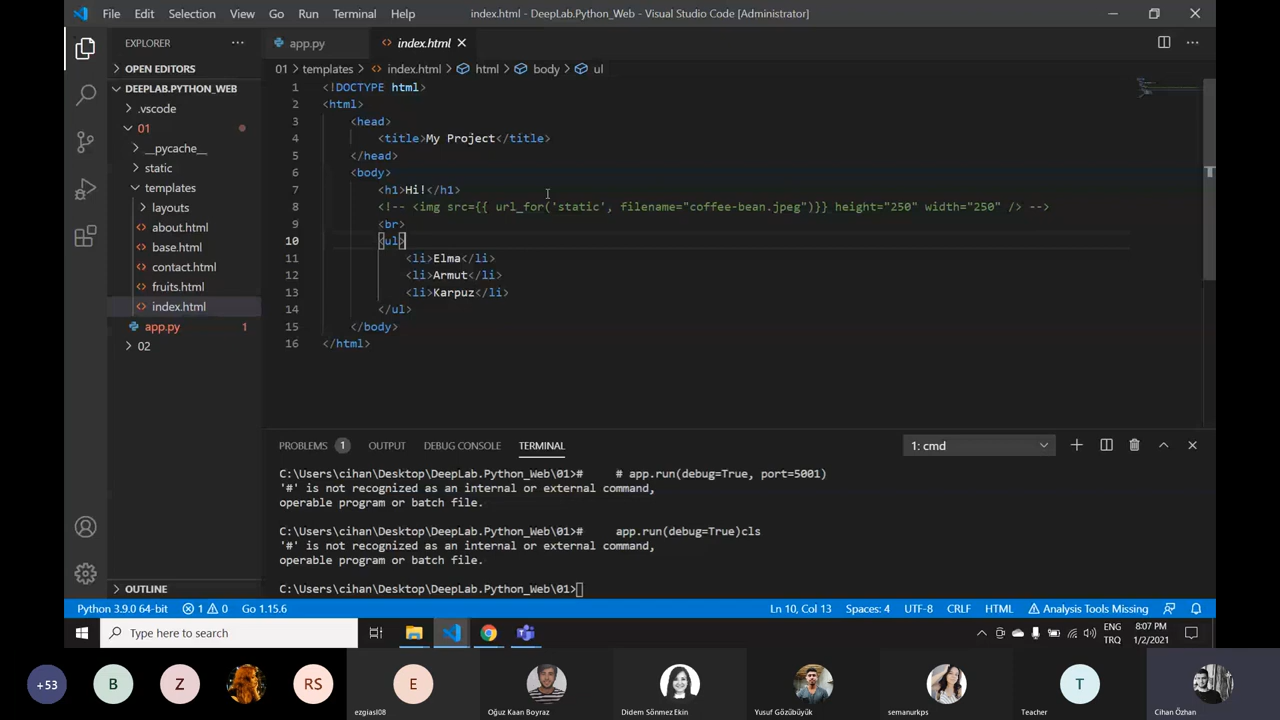 File Edit Selection View Go Run Terminal Help index.html - DeepLab.Python_Web - Visual Studio Code [Administrator]
EXPLORER
OPEN EDITORS
DEEPLAB.PYTHON_WEB
.vscode
01
__pycache__
static
templates
layouts
about.html
base.html
contact.html
fruits.html
index.html
app.py 1
02
OUTLINE
app.py index.html
01 > templates > index.html > html > body > ul
1 <!DOCTYPE html>
2 <html>
3 <head>
4 <title>My Project</title>
5 </head>
6 <body>
7 <h1>Hi!</h1>
8 <!-- <img src={{ url_for('static', filename="coffee-bean.jpeg")}} height="250" width="250" /> -->
9 <br>
10 <ul>
11 <li>Elma</li>
12 <li>Armut</li>
13 <li>Karpuz</li>
14 </ul>
15 </body>
16 </html>
PROBLEMS 1 OUTPUT DEBUG CONSOLE TERMINAL 1: cmd
C:\Users\cihan\Desktop\DeepLab.Python_Web\01># # app.run(debug=True, port=5001)
'#' is not recognized as an internal or external command,
operable program or batch file.
C:\Users\cihan\Desktop\DeepLab.Python_Web\01># app.run(debug=True)cls
'#' is not recognized as an internal or external command,
operable program or batch file.
C:\Users\cihan\Desktop\DeepLab.Python_Web\01>
Python 3.9.0 64-bit 1 0 Go 1.15.6 Ln 10, Col 13 Spaces: 4 UTF-8 CRLF HTML Analysis Tools Missing
Type here to search
ENG
TRQ
8:07 PM
1/2/2021
+53 B Z RS E T
ezgiasl08 Oğuz Kaan Boyraz Didem Sönmez Ekin Yusuf Gözübüyük semanurkps Teacher Cihan Özhan